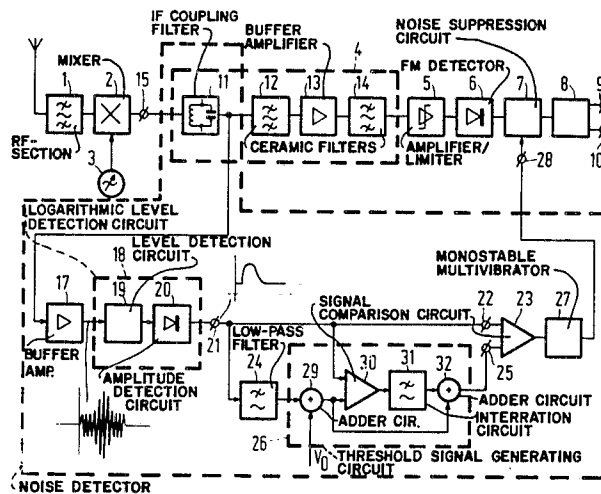 IF COUPLING
FILTER
BUFFER
AMPLIFIER
NOISE SUPPRESSION
CIRCUIT
MIXER
4
FM DETECTOR
1
2
15
11
12
13
14
5
6
7
8
9
RF-
SECTION
3
CERAMIC FILTERS
AMPLIFIER/
LIMITER
10
28
LOGARITHMIC LEVEL
DETECTION CIRCUIT
LEVEL DETECTION
CIRCUIT
18
MONOSTABLE
MULTIVIBRATOR
17
19
20
SIGNAL
COMPARISON CIRCUIT
22
23
27
21
LOW-PASS
FILTER
BUFFER
AMP.
24
30
31
32
25
AMPLITUDE
DETECTION
CIRCUIT
29
ADDER CIRCUIT
INTERRATION
CIRCUIT
ADDER CIR.
26
V0
THRESHOLD SIGNAL GENERATING
CIRCUIT
NOISE DETECTOR